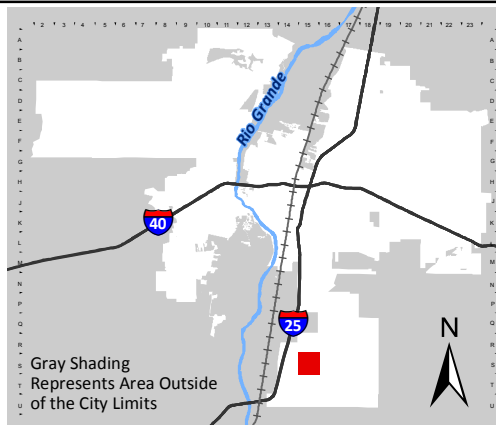 2 3 4 5 6 7 8 9 10 11 12 13 14 15 16 17 18 19 20 21 22 23
A A
B B
C C
D D
E E
F F
G G
H H
J J
K K
L L
M M
N N
P P
Q Q
R R
S S
T T
U U
Rio Grande
40
25
N
Gray Shading
Represents Area Outside
of the City Limits